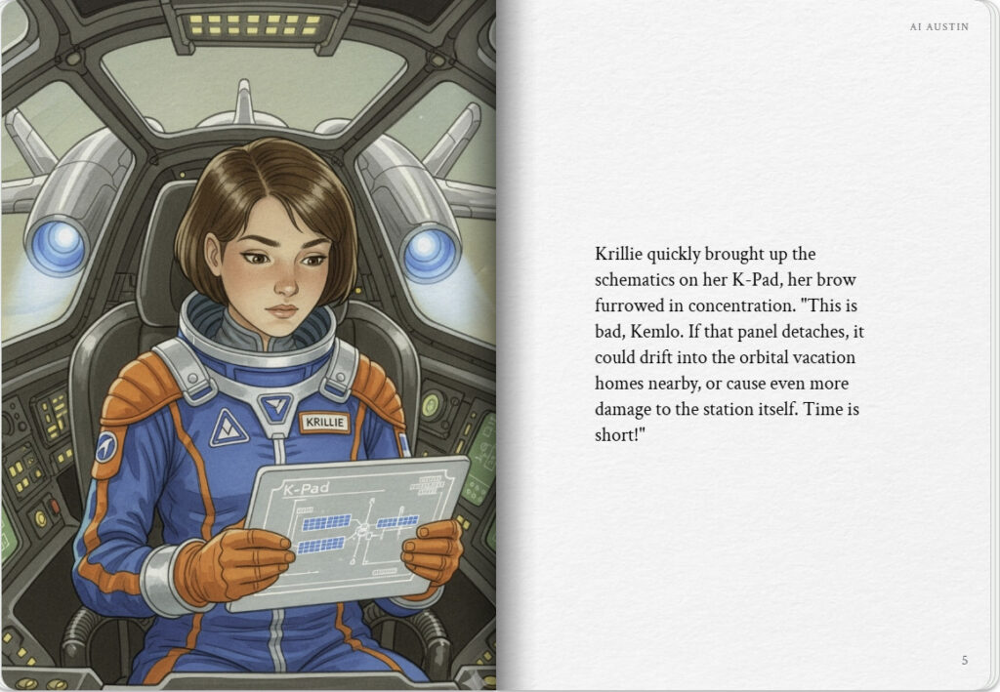 AI AUSTIN
KRILLIE
K-Pad
Krillie quickly brought up the
schematics on her K-Pad, her brow
furrowed in concentration. "This is
bad, Kemlo. If that panel detaches, it
could drift into the orbital vacation
homes nearby, or cause even more
damage to the station itself. Time is
short!"
5